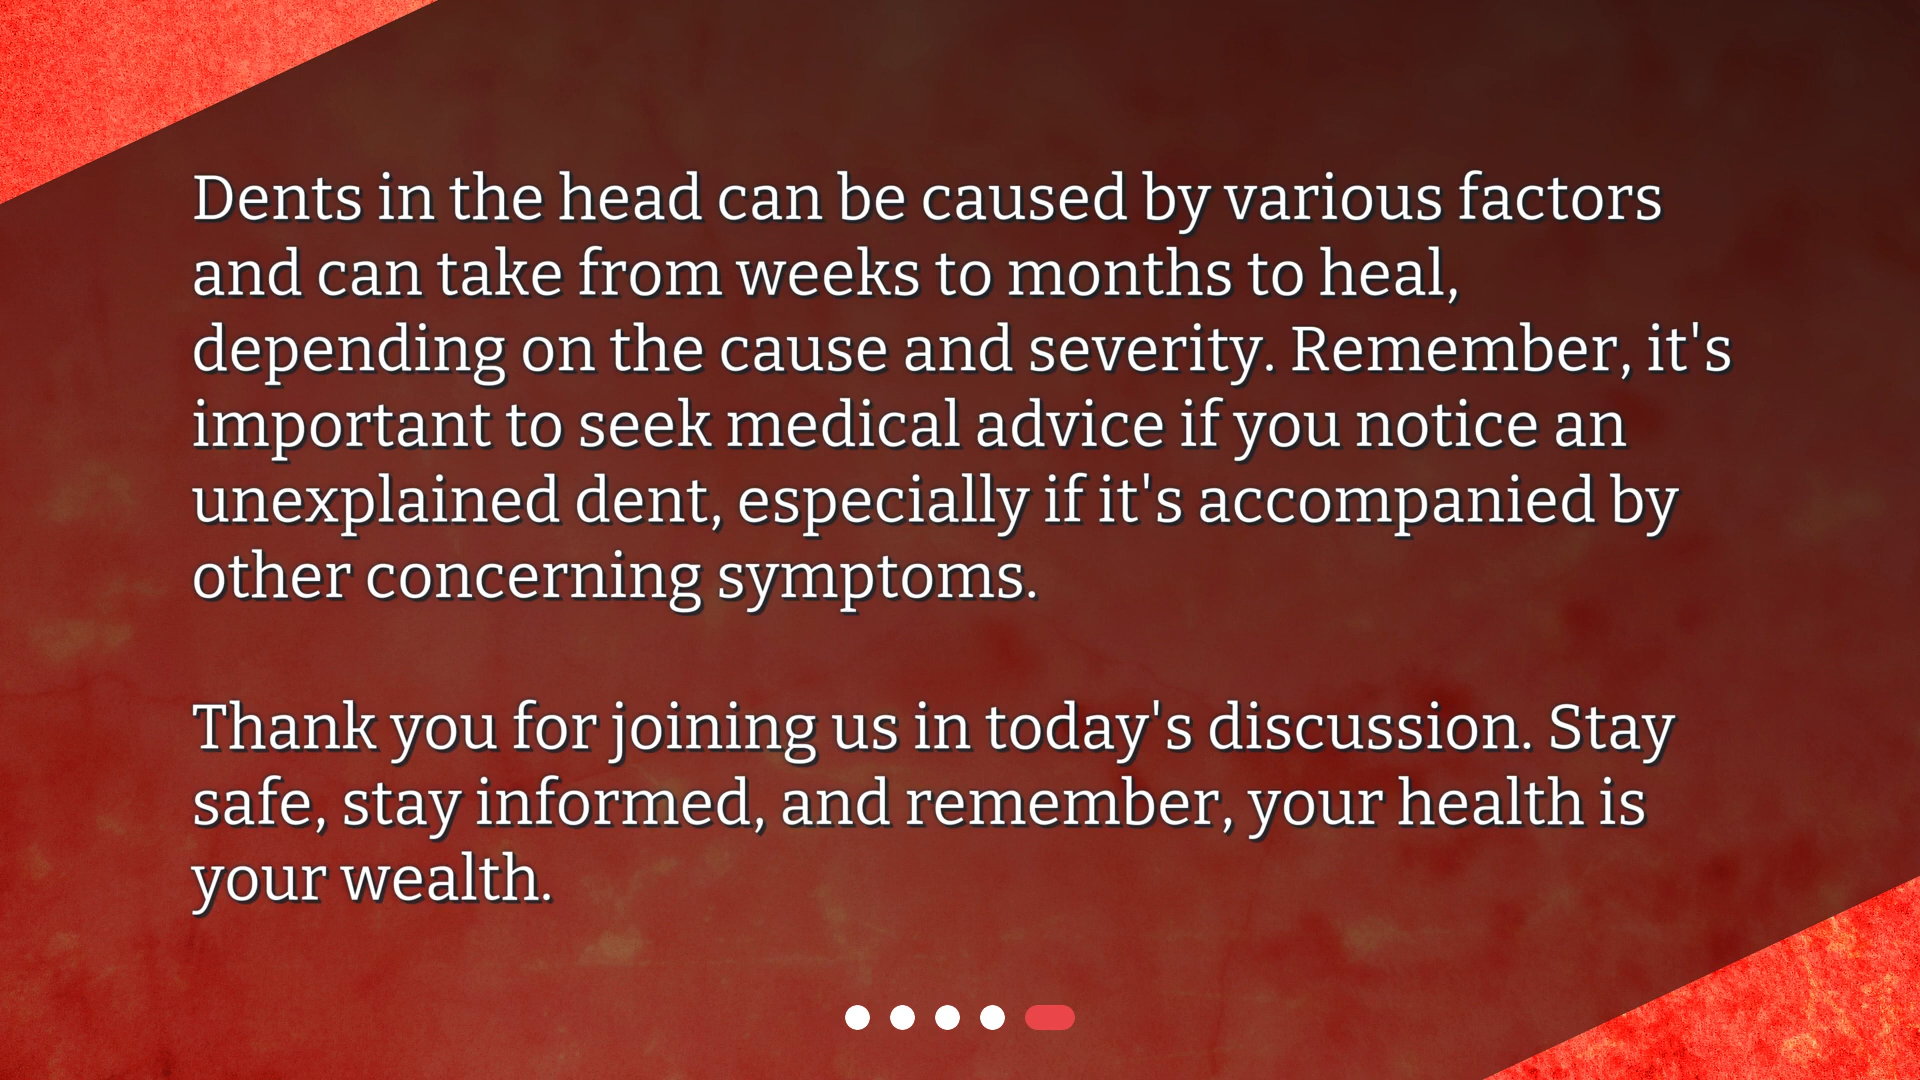 Dents in the head can be caused by various factors
and can take from weeks to months to heal,
depending on the cause and severity. Remember, it's
important to seek medical advice if you notice an
unexplained dent, especially if it's accompanied by
other concerning symptoms.
Thank you for joining us in today's discussion. Stay
safe, stay informed, and remember, your health is
your wealth.